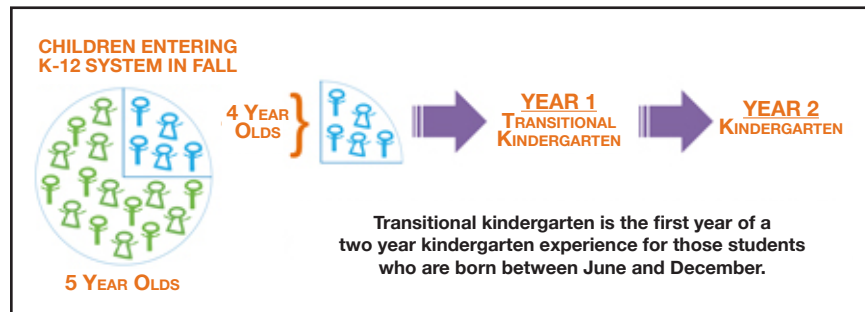 CHILDREN ENTERING
K-12 SYSTEM IN FALL
4 YEAR
OLDS
YEAR 1
TRANSITIONAL
KINDERGARTEN
YEAR 2
KINDERGARTEN
5 YEAR OLDS
Transitional kindergarten is the first year of a
two year kindergarten experience for those students
who are born between June and December.